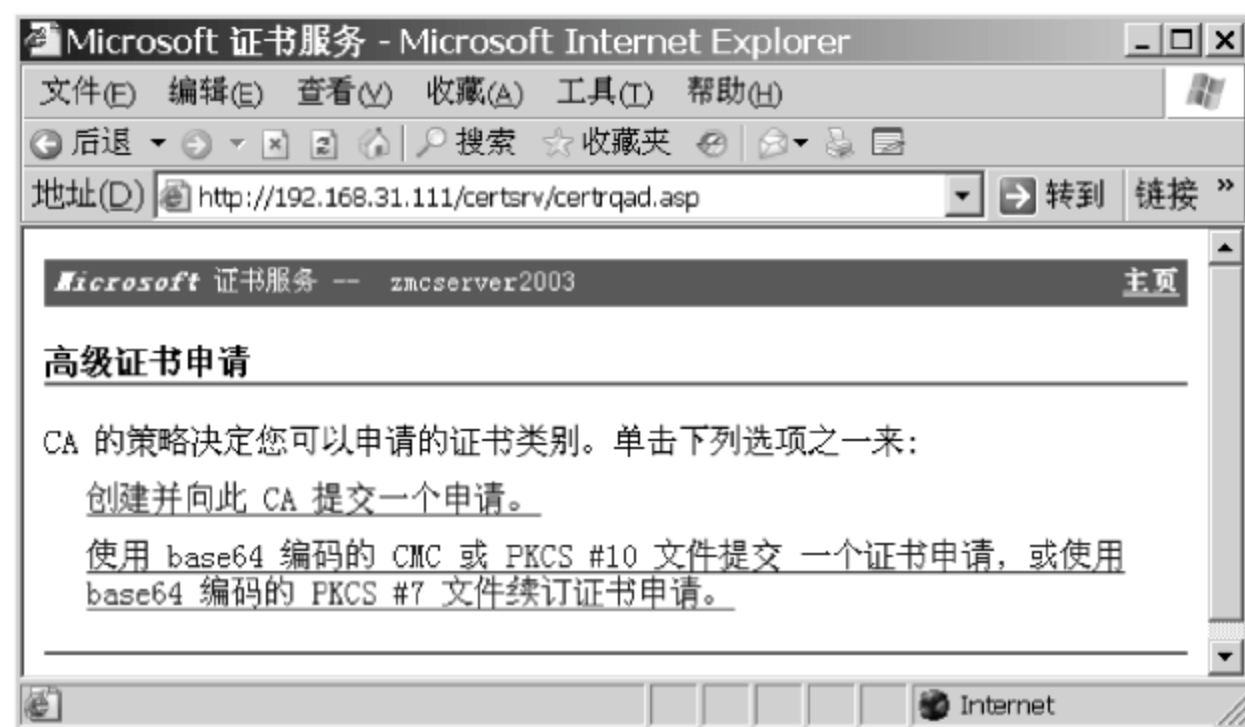 Microsoft 证书服务 - Microsoft Internet Explorer
文件(F) 编辑(E) 查看(V) 收藏(A) 工具(T) 帮助(H)
后退 搜索 收藏夹
地址(D) http://192.168.31.111/certsrv/certrqad.asp 转到 链接 »
Microsoft 证书服务 -- zmcserver2003 主页
高级证书申请
CA 的策略决定您可以申请的证书类别。单击下列选项之一来:
创建并向此 CA 提交一个申请。
使用 base64 编码的 CMC 或 PKCS #10 文件提交 一个证书申请，或使用
base64 编码的 PKCS #7 文件续订证书申请。
Internet